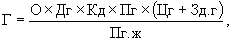 Г = О×Дг×Кд×Пг×(Цг + Зд.г) / Пг.ж ,